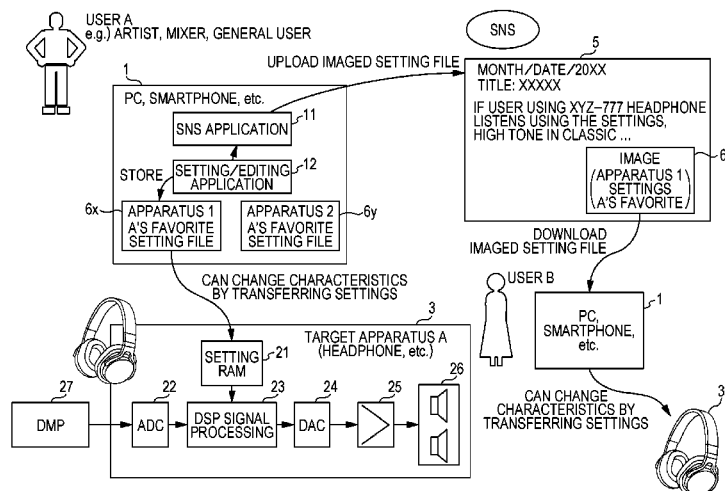 USER A
e.g.) ARTIST, MIXER, GENERAL USER
SNS
UPLOAD IMAGED SETTING FILE
5
1
MONTH/DATE/20XX
TITLE: XXXXX
PC, SMARTPHONE, etc.
11
IF USER USING XYZ-777 HEADPHONE
LISTENS USING THE SETTINGS,
HIGH TONE IN CLASSIC ...
SNS APPLICATION
12
6
STORE
SETTING/EDITING
APPLICATION
IMAGE
(APPARATUS 1)
SETTINGS
A'S FAVORITE
6x
APPARATUS 1
A'S FAVORITE
SETTING FILE
APPARATUS 2
A'S FAVORITE
SETTING FILE
6y
DOWNLOAD
IMAGED SETTING FILE
CAN CHANGE CHARACTERISTICS
BY TRANSFERRING SETTINGS
USER B
1
PC,
SMARTPHONE,
etc.
3
TARGET APPARATUS A
(HEADPHONE, etc.)
SETTING
RAM
21
26
27
22
23
24
25
DMP
ADC
DSP SIGNAL
PROCESSING
DAC
CAN CHANGE
CHARACTERISTICS BY
TRANSFERRING SETTINGS
3